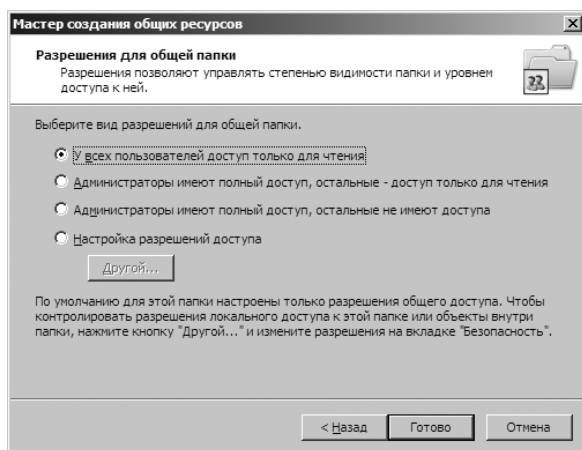 Мастер создания общих ресурсов
Разрешения для общей папки
Разрешения позволяют управлять степенью видимости папки и уровнем
доступа к ней.
Выберите вид разрешений для общей папки.
У всех пользователей доступ только для чтения
Администраторы имеют полный доступ, остальные - доступ только для чтения
Администраторы имеют полный доступ, остальные не имеют доступа
Настройка разрешений доступа
Другой...
По умолчанию для этой папки настроены только разрешения общего доступа. Чтобы
контролировать разрешения локального доступа к этой папке или объекты внутри
папки, нажмите кнопку "Другой..." и измените разрешения на вкладке "Безопасность".
< Назад Готово Отмена